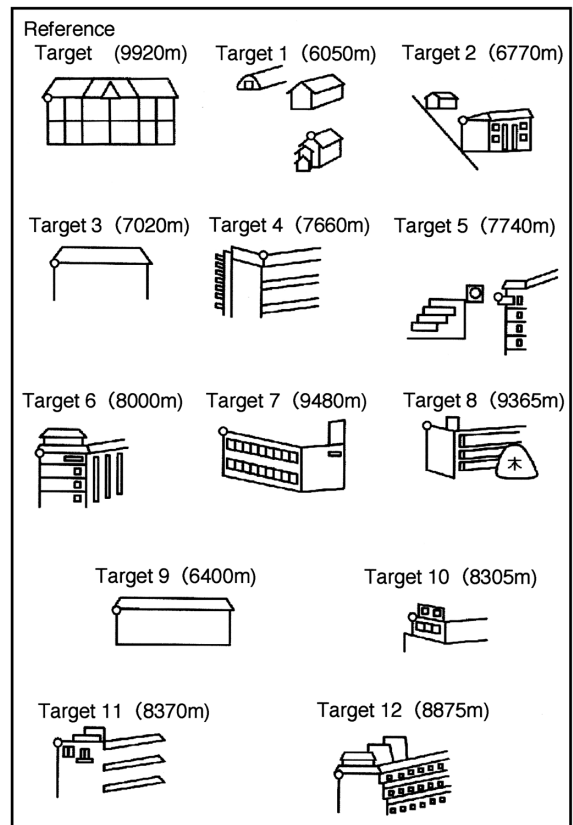 Reference
Target (9920m)
Target 1 (6050m)
Target 2 (6770m)
Target 3 (7020m)
Target 4 (7660m)
Target 5 (7740m)
Target 6 (8000m)
Target 7 (9480m)
Target 8 (9365m)
木
Target 9 (6400m)
Target 10 (8305m)
Target 11 (8370m)
Target 12 (8875m)